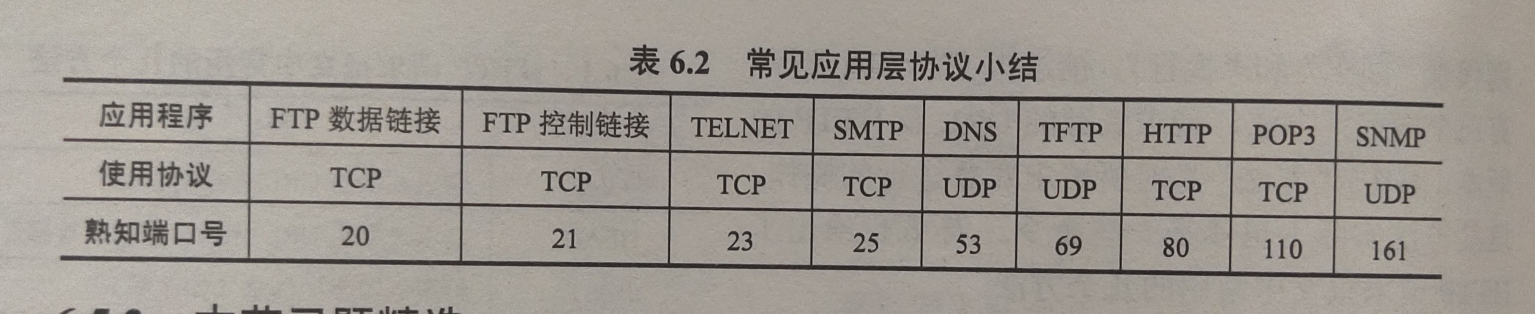 表 6.2 常见应用层协议小结
应用程序 FTP 数据链接 FTP 控制链接 TELNET SMTP DNS TFTP HTTP POP3 SNMP
使用协议 TCP TCP TCP TCP UDP UDP TCP TCP UDP
熟知端口号 20 21 23 25 53 69 80 110 161